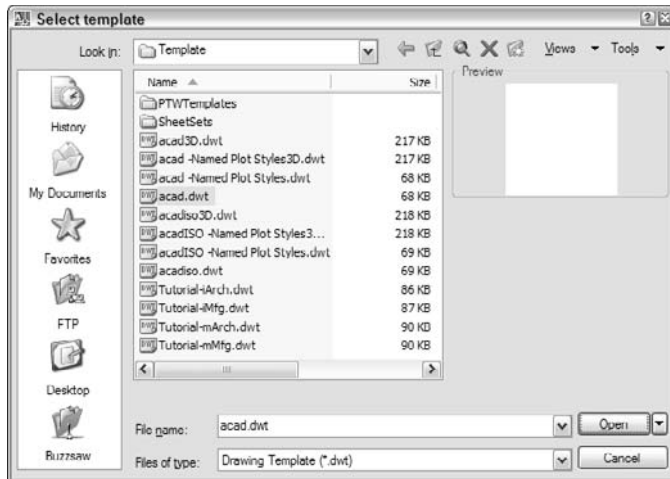 Select template
Look in: Template Views Tools
Name Size Preview
PTWTemplates
SheetSets
acad3D.dwt 217 KB
acad -Named Plot Styles3D.dwt 217 KB
acad -Named Plot Styles.dwt 68 KB
acad.dwt 68 KB
acadiso3D.dwt 218 KB
acadISO -Named Plot Styles3... 218 KB
acadISO -Named Plot Styles.dwt 69 KB
acadiso.dwt 69 KB
Tutorial-iArch.dwt 86 KB
Tutorial-iMfg.dwt 87 KB
Tutorial-mArch.dwt 90 KB
Tutorial-mMfg.dwt 90 KB
History
My Documents
Favorites
FTP
Desktop
Buzzsaw
File name: acad.dwt Open
Files of type: Drawing Template (*.dwt) Cancel